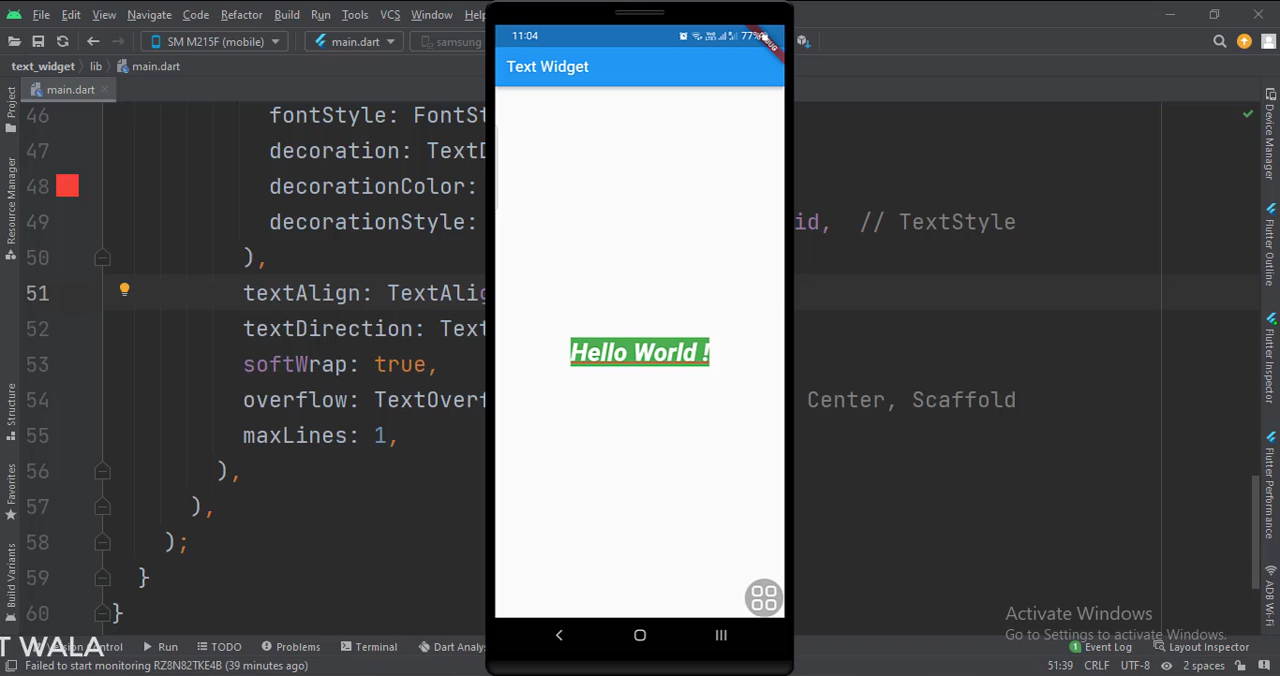 File Edit View Navigate Code Refactor Build Run Tools VCS Window Help
SM M215F (mobile) main.dart samsung
text_widget lib main.dart
main.dart
11:04 77%
DEBUG
Text Widget
Hello World !
46 fontStyle: FontSt
47 decoration: TextD
48 decorationColor:
49 decorationStyle: id, // TextStyle
50 ),
51 textAlign: TextAlig
52 textDirection: Text
53 softWrap: true,
54 overflow: TextOverf Center, Scaffold
55 maxLines: 1,
56 ),
57 ),
58 );
59 }
60 }
Project
Resource Manager
Structure
Favorites
Build Variants
Device Manager
Flutter Outline
Flutter Inspector
Flutter Performance
ADB Wi-Fi
Activate Windows
Go to Settings to activate Windows.
T WALA
Control Run TODO Problems Terminal Dart Analy Event Log Layout Inspector
Failed to start monitoring RZ8N82TKE4B (39 minutes ago) 51:39 CRLF UTF-8 2 spaces